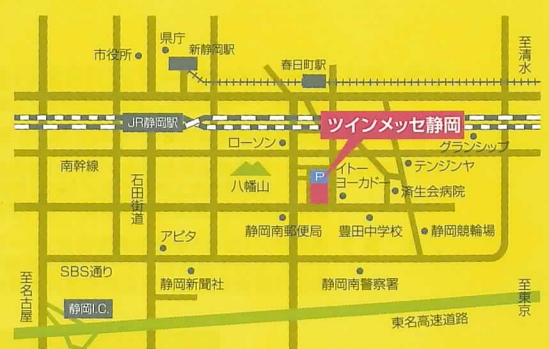 県庁
市役所
新静岡駅
春日町駅
至清水
JR静岡駅
ツインメッセ静岡
ローソン
グランシップ
南幹線
石田街道
八幡山
P
イトー
ヨーカドー
テンジンヤ
済生会病院
アピタ
静岡南郵便局
豊田中学校
静岡競輪場
SBS通り
静岡新聞社
静岡南警察署
至名古屋
静岡I.C.
東名高速道路
至東京